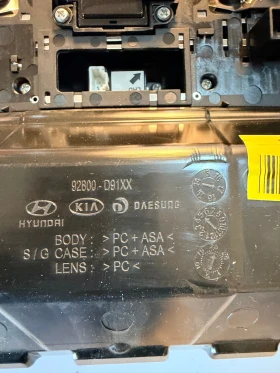 92800-D91XX
HYUNDAI KIA DAESUNG
BODY : > PC + ASA <
S / G CASE : > PC + ASA <
LENS : > PC <